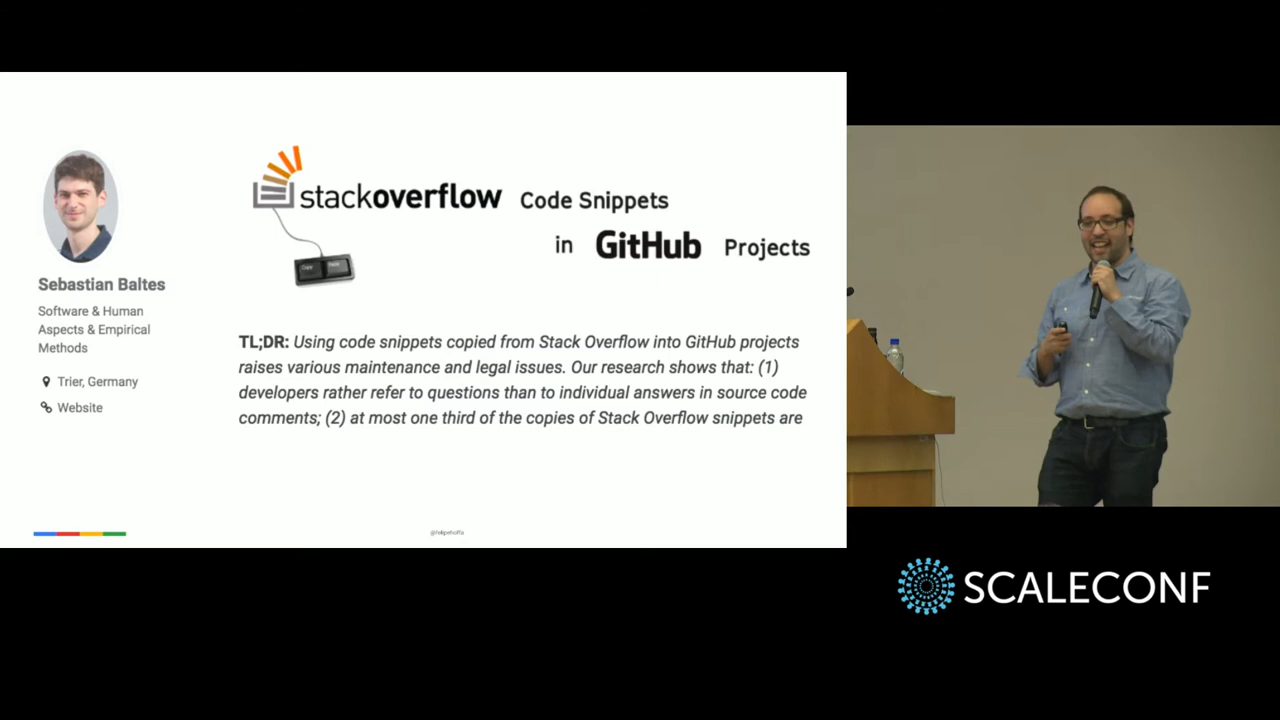 stackoverflow Code Snippets
in GitHub Projects
Sebastian Baltes
Software & Human
Aspects & Empirical
Methods
Trier, Germany
Website
TL;DR: Using code snippets copied from Stack Overflow into GitHub projects
raises various maintenance and legal issues. Our research shows that: (1)
developers rather refer to questions than to individual answers in source code
comments; (2) at most one third of the copies of Stack Overflow snippets are
@felipehoffa
SCALECONF